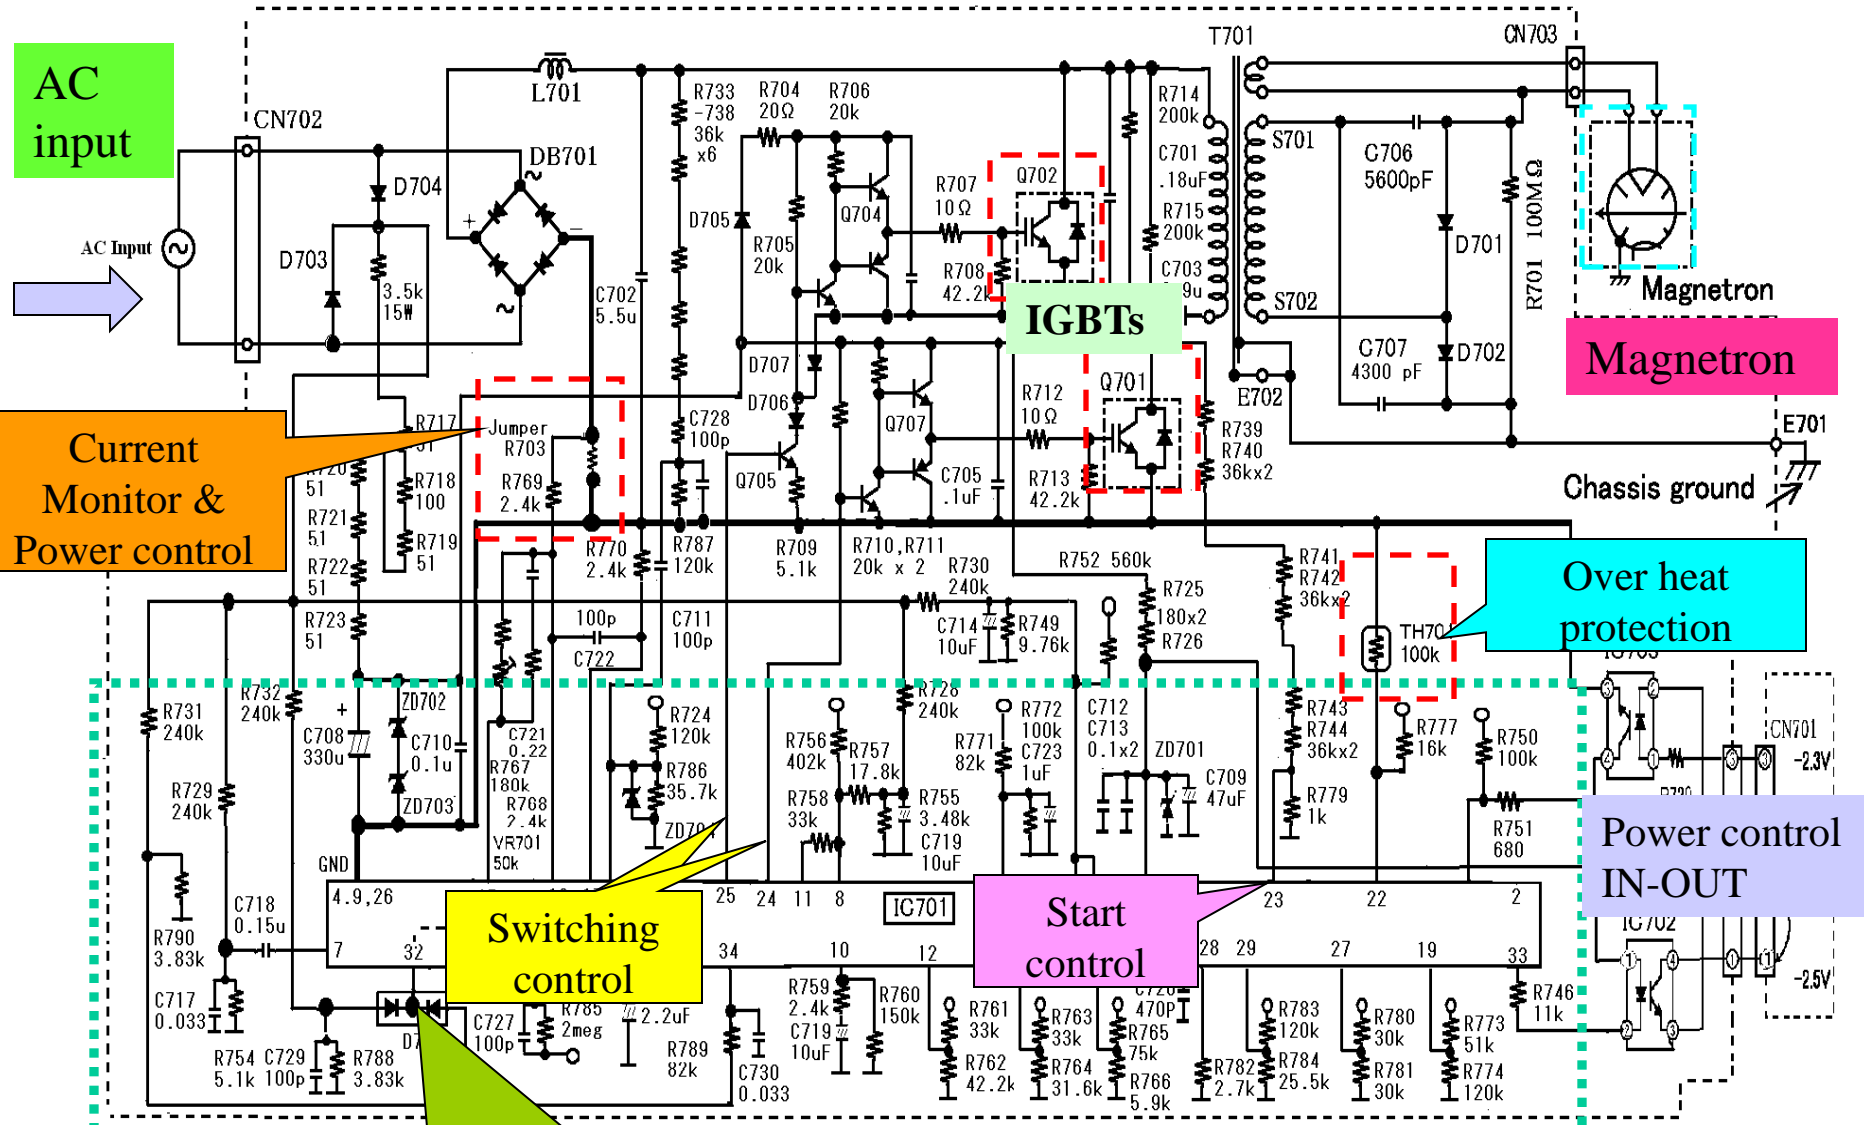 AC
input
AC Input
CN702
D704
D703
3.5k
15W
DB701
+
−
L701
R733
-738
36k
x6
R704
20Ω
R706
20k
D705
R705
20k
Q704
R707
10Ω
R708
42.2k
Q702
IGBTs
R714
200k
C701
.18uF
R715
200k
C703
T701
S701
S702
CN703
C706
5600pF
D701
R701 100MΩ
C707
4300 pF
D702
Magnetron
Magnetron
E702
E701
Chassis ground
C702
5.5u
D707
D706
Q705
Q707
C705
.1uF
R712
10Ω
R713
42.2k
Q701
R739
R740
36kx2
C728
100p
Jumper
R703
R769
2.4k
Current
Monitor &
Power control
R717
51
R718
100
R719
51
R720
51
R721
51
R722
51
R723
51
R770
2.4k
R787
120k
R709
5.1k
R710,R711
20k x 2
R730
240k
R752 560k
R725
180x2
R726
R741
R742
36kx2
TH701
100k
Over heat
protection
C711
100p
100p
C722
C714
10uF
R749
9.76k
R731
240k
R732
240k
+
C708
330u
ZD702
C710
0.1u
ZD703
C721
0.22
R767
180k
R768
2.4k
VR701
50k
R724
120k
R786
35.7k
R728
240k
R756
402k
R757
17.8k
R758
33k
R755
3.48k
C719
10uF
R772
100k
R771
82k
C723
1uF
C712
C713
0.1x2
ZD701
C709
47uF
R743
R744
36kx2
R779
1k
R777
16k
R750
100k
R751
680
CN701
-2.3V
-2.5V
Power control
IN-OUT
IC702
R729
240k
GND
4.9,26
25
24
11
8
IC701
23
22
2
Switching
control
Start
control
C718
0.15u
7
32
34
10
12
28
29
27
19
33
R790
3.83k
C717
0.033
R754
5.1k
C729
100p
R788
3.83k
C727
100p
R785
2meg
2.2uF
R789
82k
C730
0.033
R759
2.4k
C719
10uF
R760
150k
R761
33k
R762
42.2k
R763
33k
R764
31.6k
470P
R765
75k
R766
5.9k
R782
2.7k
R783
120k
R784
25.5k
R780
30k
R781
30k
R773
51k
R774
120k
R746
11k